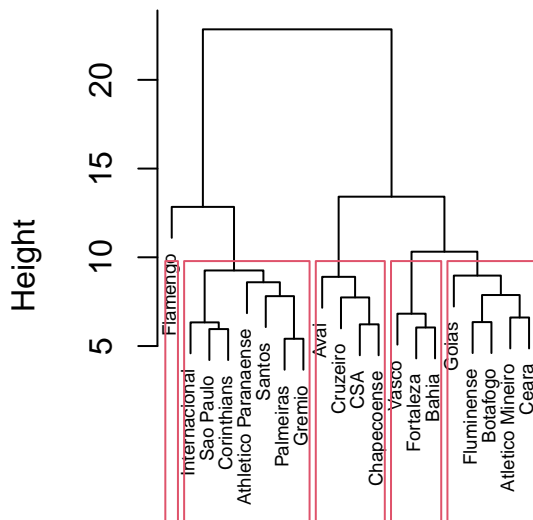 Height
5
10
15
20
Flamengo
Internacional
Sao Paulo
Corinthians
Athletico Paranaense
Santos
Palmeiras
Gremio
Avai
Cruzeiro
CSA
Chapecoense
Vasco
Fortaleza
Bahia
Goias
Fluminense
Botafogo
Atletico Mineiro
Ceara